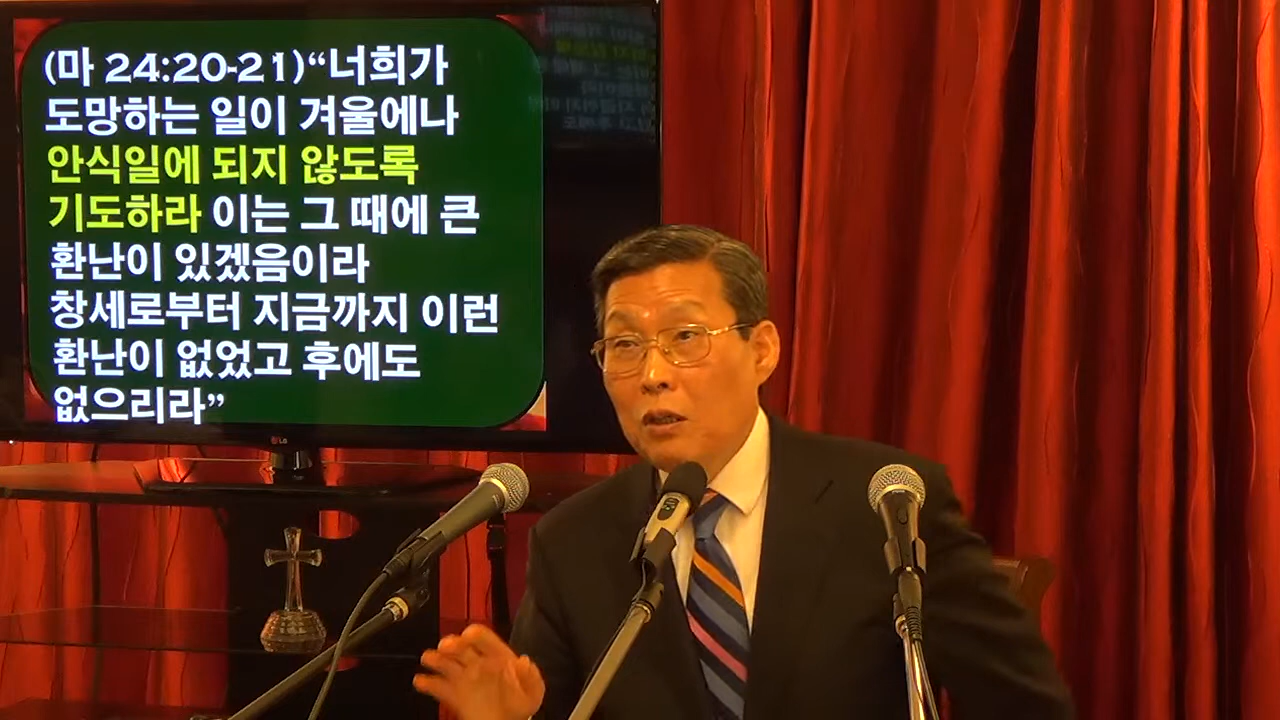 (마 24:20-21)“너희가
도망하는 일이 겨울에나
안식일에 되지 않도록
기도하라 이는 그 때에 큰
환난이 있겠음이라
창세로부터 지금까지 이런
환난이 없었고 후에도
없으리라”
LG